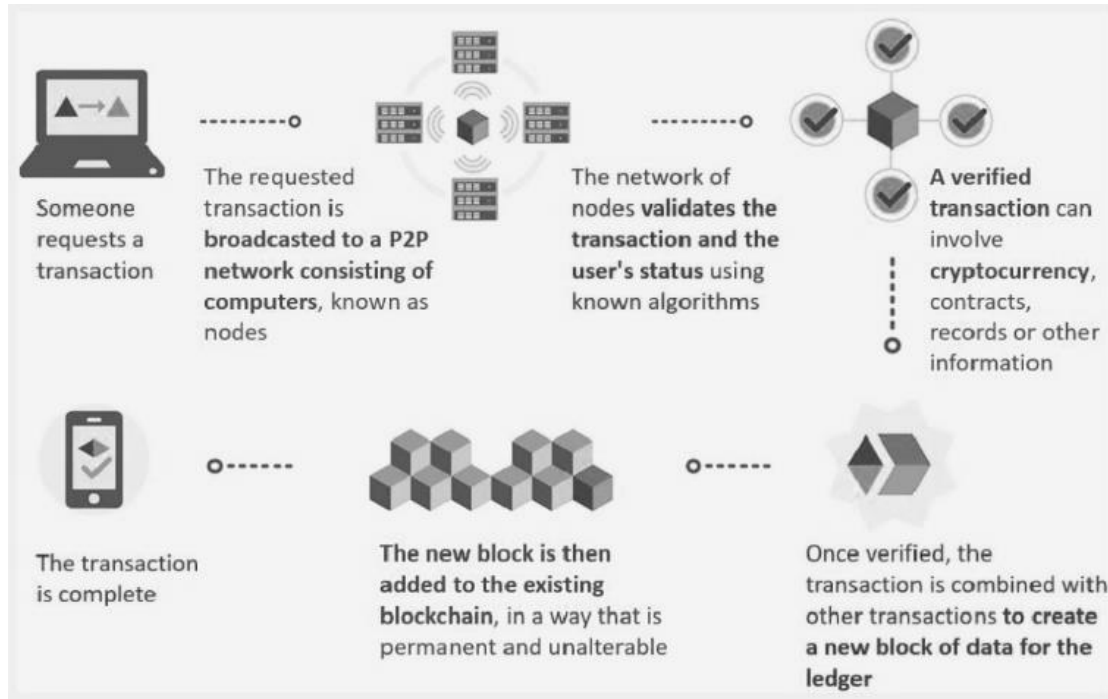 Someone
requests a
transaction
The requested
transaction is
broadcasted to a P2P
network consisting of
computers, known as
nodes
The network of
nodes validates the
transaction and the
user's status using
known algorithms
A verified
transaction can
involve
cryptocurrency,
contracts,
records or other
information
Once verified, the
transaction is combined with
other transactions to create
a new block of data for the
ledger
The new block is then
added to the existing
blockchain, in a way that is
permanent and unalterable
The transaction
is complete